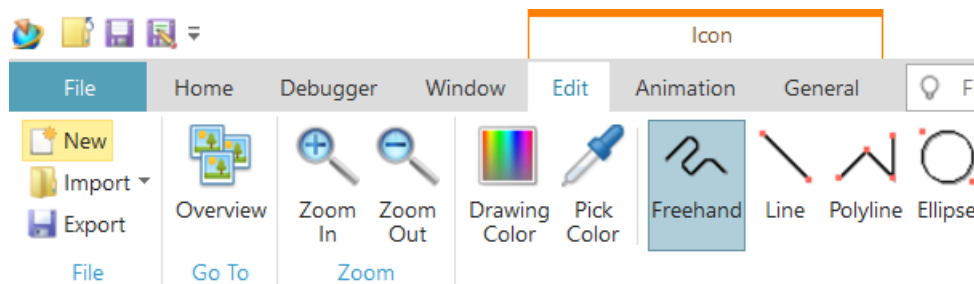 Icon
File Home Debugger Window Edit Animation General F
New
Import
Export
Overview
Zoom In
Zoom Out
Drawing Color
Pick Color
Freehand
Line
Polyline
Ellipse
File
Go To
Zoom